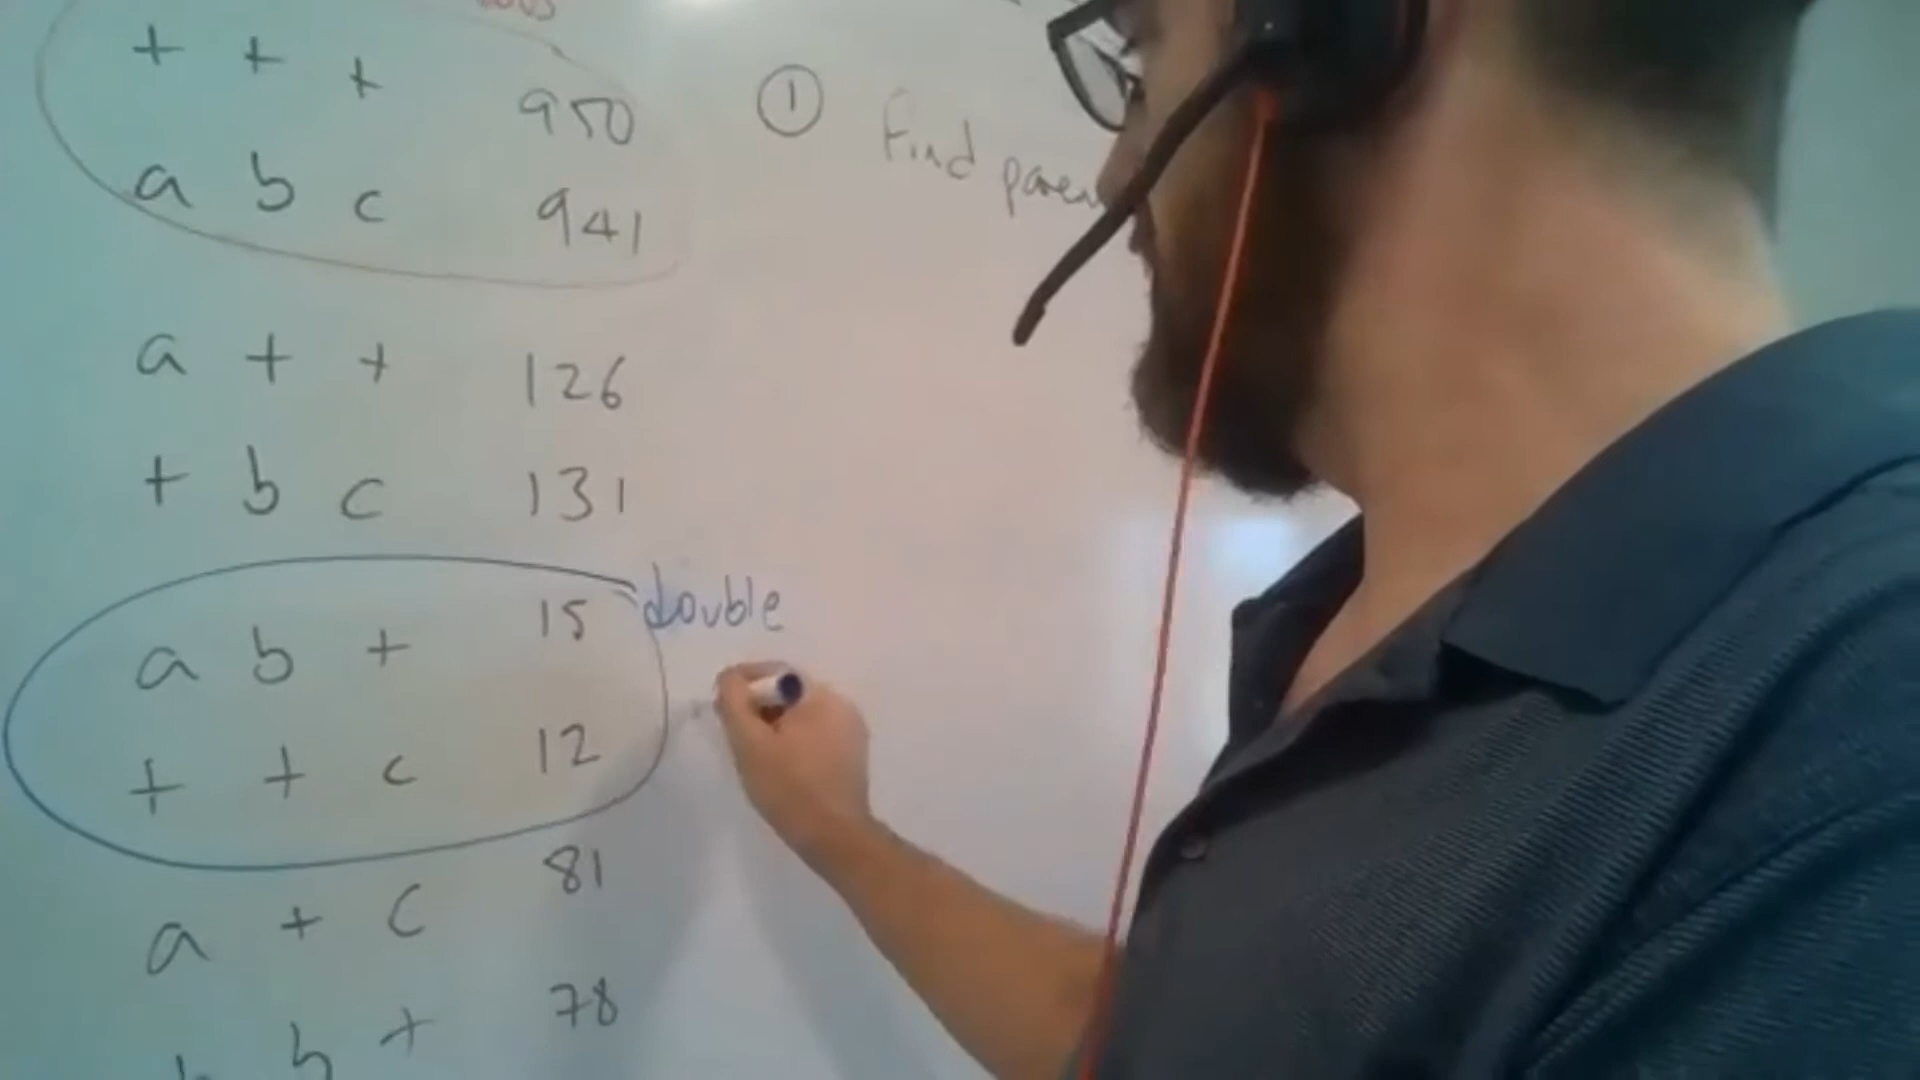 + + + 950
a b c 941
① Find
a + + 126
+ b c 131
a b + 15 double
+ + c 12
a + c 81
b + 78